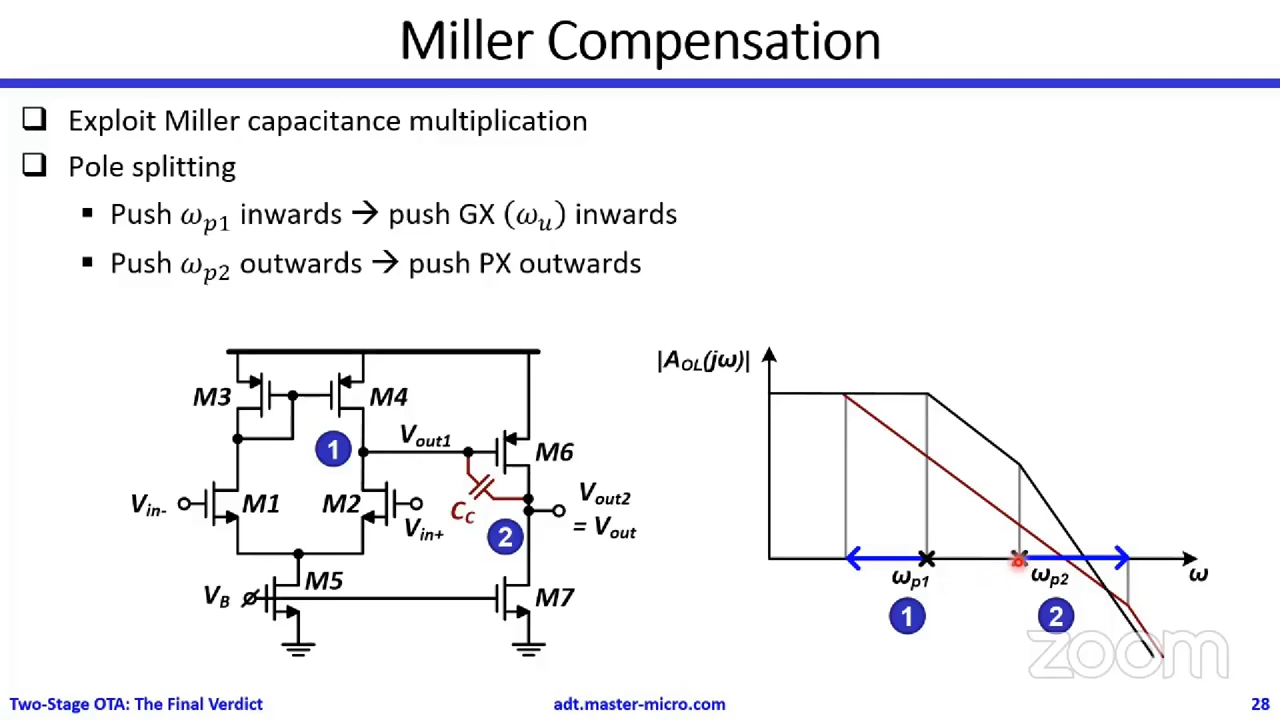 Miller Compensation
❑ Exploit Miller capacitance multiplication
❑ Pole splitting
▪ Push ωp1 inwards → push GX (ωu) inwards
▪ Push ωp2 outwards → push PX outwards
M3
M4
1
Vout1
M6
Vin-
M1
M2
Vin+
CC
2
Vout2
= Vout
VB
M5
M7
|AOL(jω)|
ωp1
ωp2
ω
1
2
zoom
Two-Stage OTA: The Final Verdict
adt.master-micro.com
28